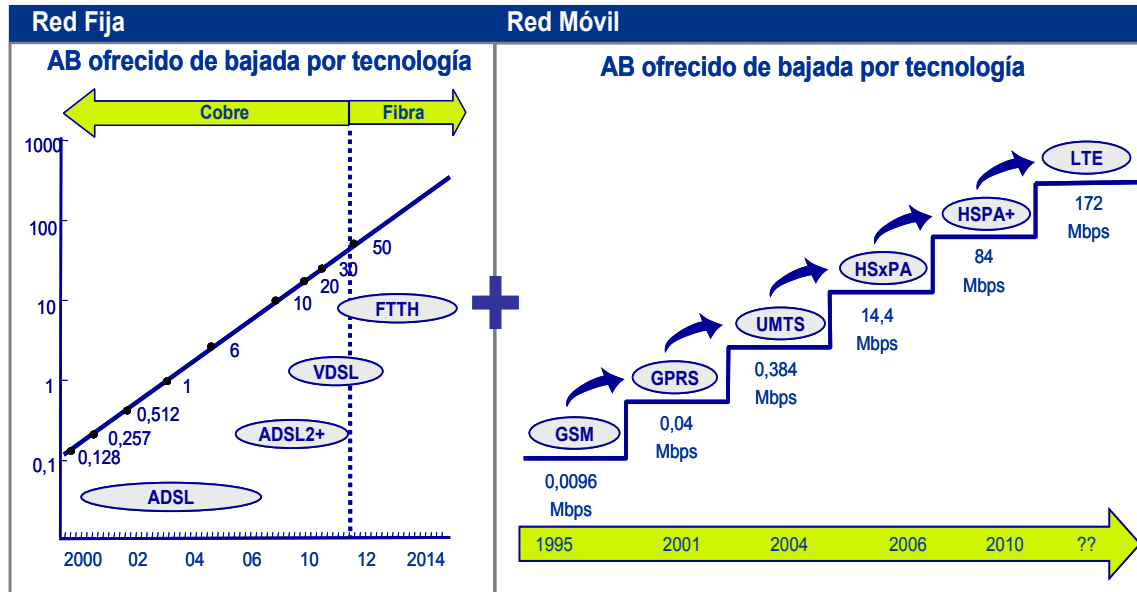 Red Fija
AB ofrecido de bajada por tecnología
Cobre
Fibra
1000
100
10
1
0,1
50
30
20
10
6
1
0,512
0,257
0,128
FTTH
VDSL
ADSL2+
ADSL
2000 02 04 06 10 12 2014
Red Móvil
AB ofrecido de bajada por tecnología
LTE
172
Mbps
HSPA+
84
Mbps
HSxPA
14,4
Mbps
UMTS
0,384
Mbps
GPRS
0,04
Mbps
GSM
0,0096
Mbps
1995 2001 2004 2006 2010 ??